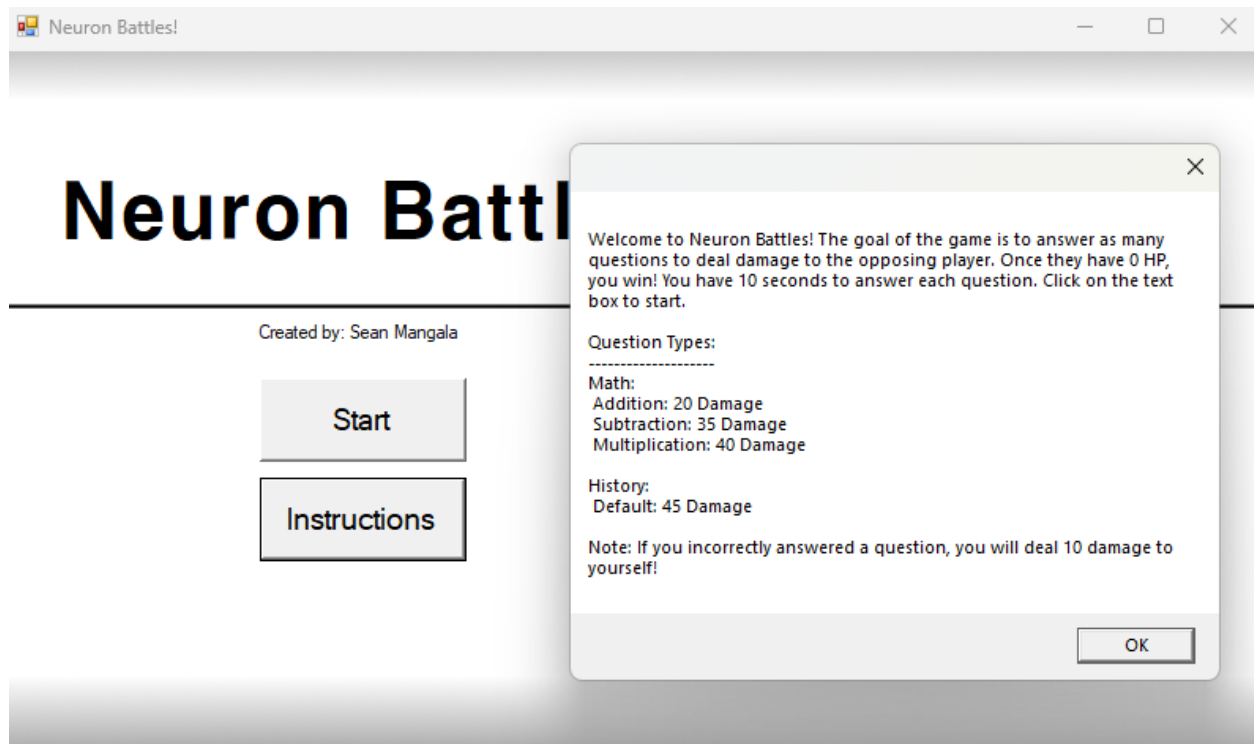 Neuron Battles!
Neuron Battl
Created by: Sean Mangala
Start
Instructions
Welcome to Neuron Battles! The goal of the game is to answer as many
questions to deal damage to the opposing player. Once they have 0 HP,
you win! You have 10 seconds to answer each question. Click on the text
box to start.
Question Types:
--------------------
Math:
Addition: 20 Damage
Subtraction: 35 Damage
Multiplication: 40 Damage
History:
Default: 45 Damage
Note: If you incorrectly answered a question, you will deal 10 damage to
yourself!
OK